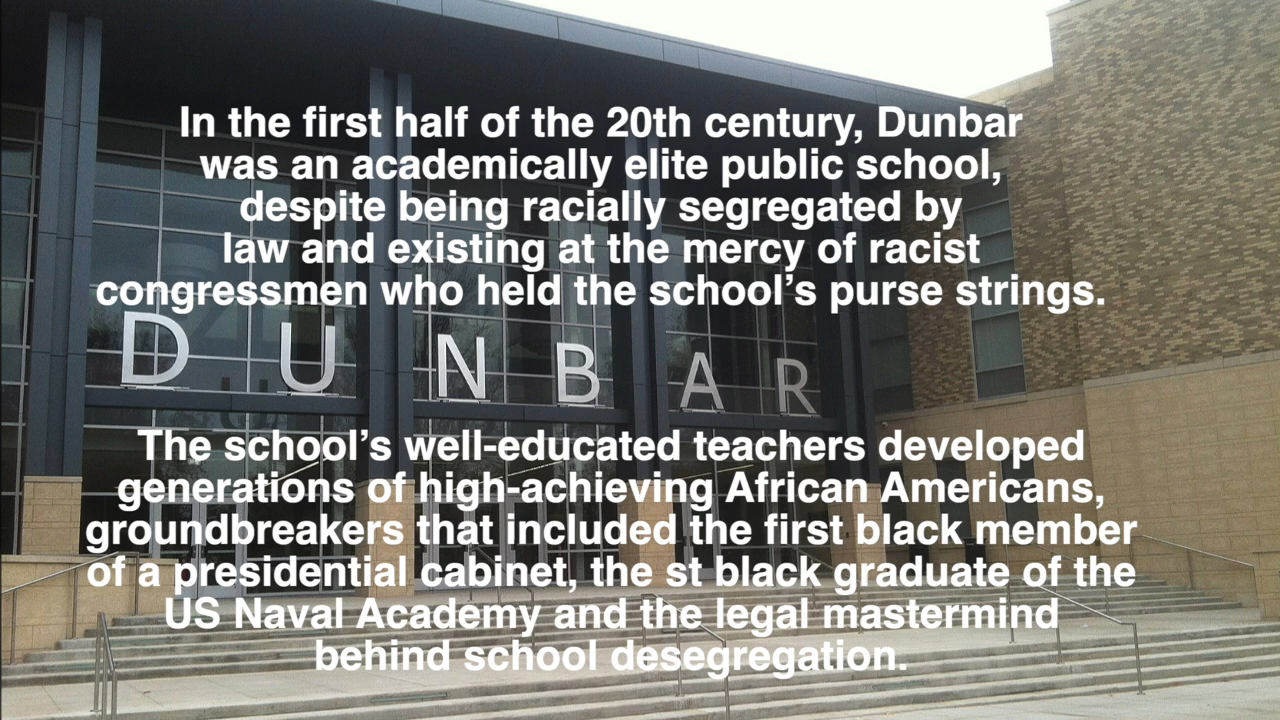 In the first half of the 20th century, Dunbar
was an academically elite public school,
despite being racially segregated by
law and existing at the mercy of racist
congressmen who held the school’s purse strings.
DUNBAR
The school’s well-educated teachers developed
generations of high-achieving African Americans,
groundbreakers that included the first black member
of a presidential cabinet, the st black graduate of the
US Naval Academy and the legal mastermind
behind school desegregation.